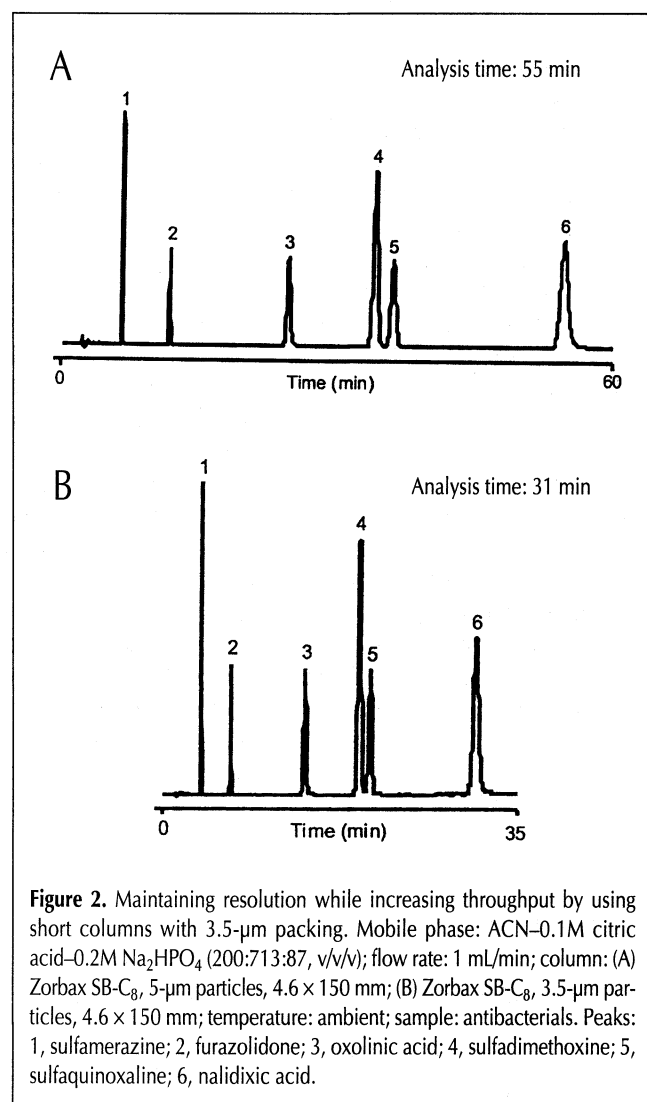 A
Analysis time: 55 min
1
2
3
4
5
6
0
Time (min)
60
B
Analysis time: 31 min
1
2
3
4
5
6
0
Time (min)
35
Figure 2. Maintaining resolution while increasing throughput by using
short columns with 3.5-µm packing. Mobile phase: ACN–0.1M citric
acid–0.2M Na₂HPO₄ (200:713:87, v/v/v); flow rate: 1 mL/min; column: (A)
Zorbax SB-C₈, 5-µm particles, 4.6 × 150 mm; (B) Zorbax SB-C₈, 3.5-µm par-
ticles, 4.6 × 150 mm; temperature: ambient; sample: antibacterials. Peaks:
1, sulfamerazine; 2, furazolidone; 3, oxolinic acid; 4, sulfadimethoxine; 5,
sulfaquinoxaline; 6, nalidixic acid.